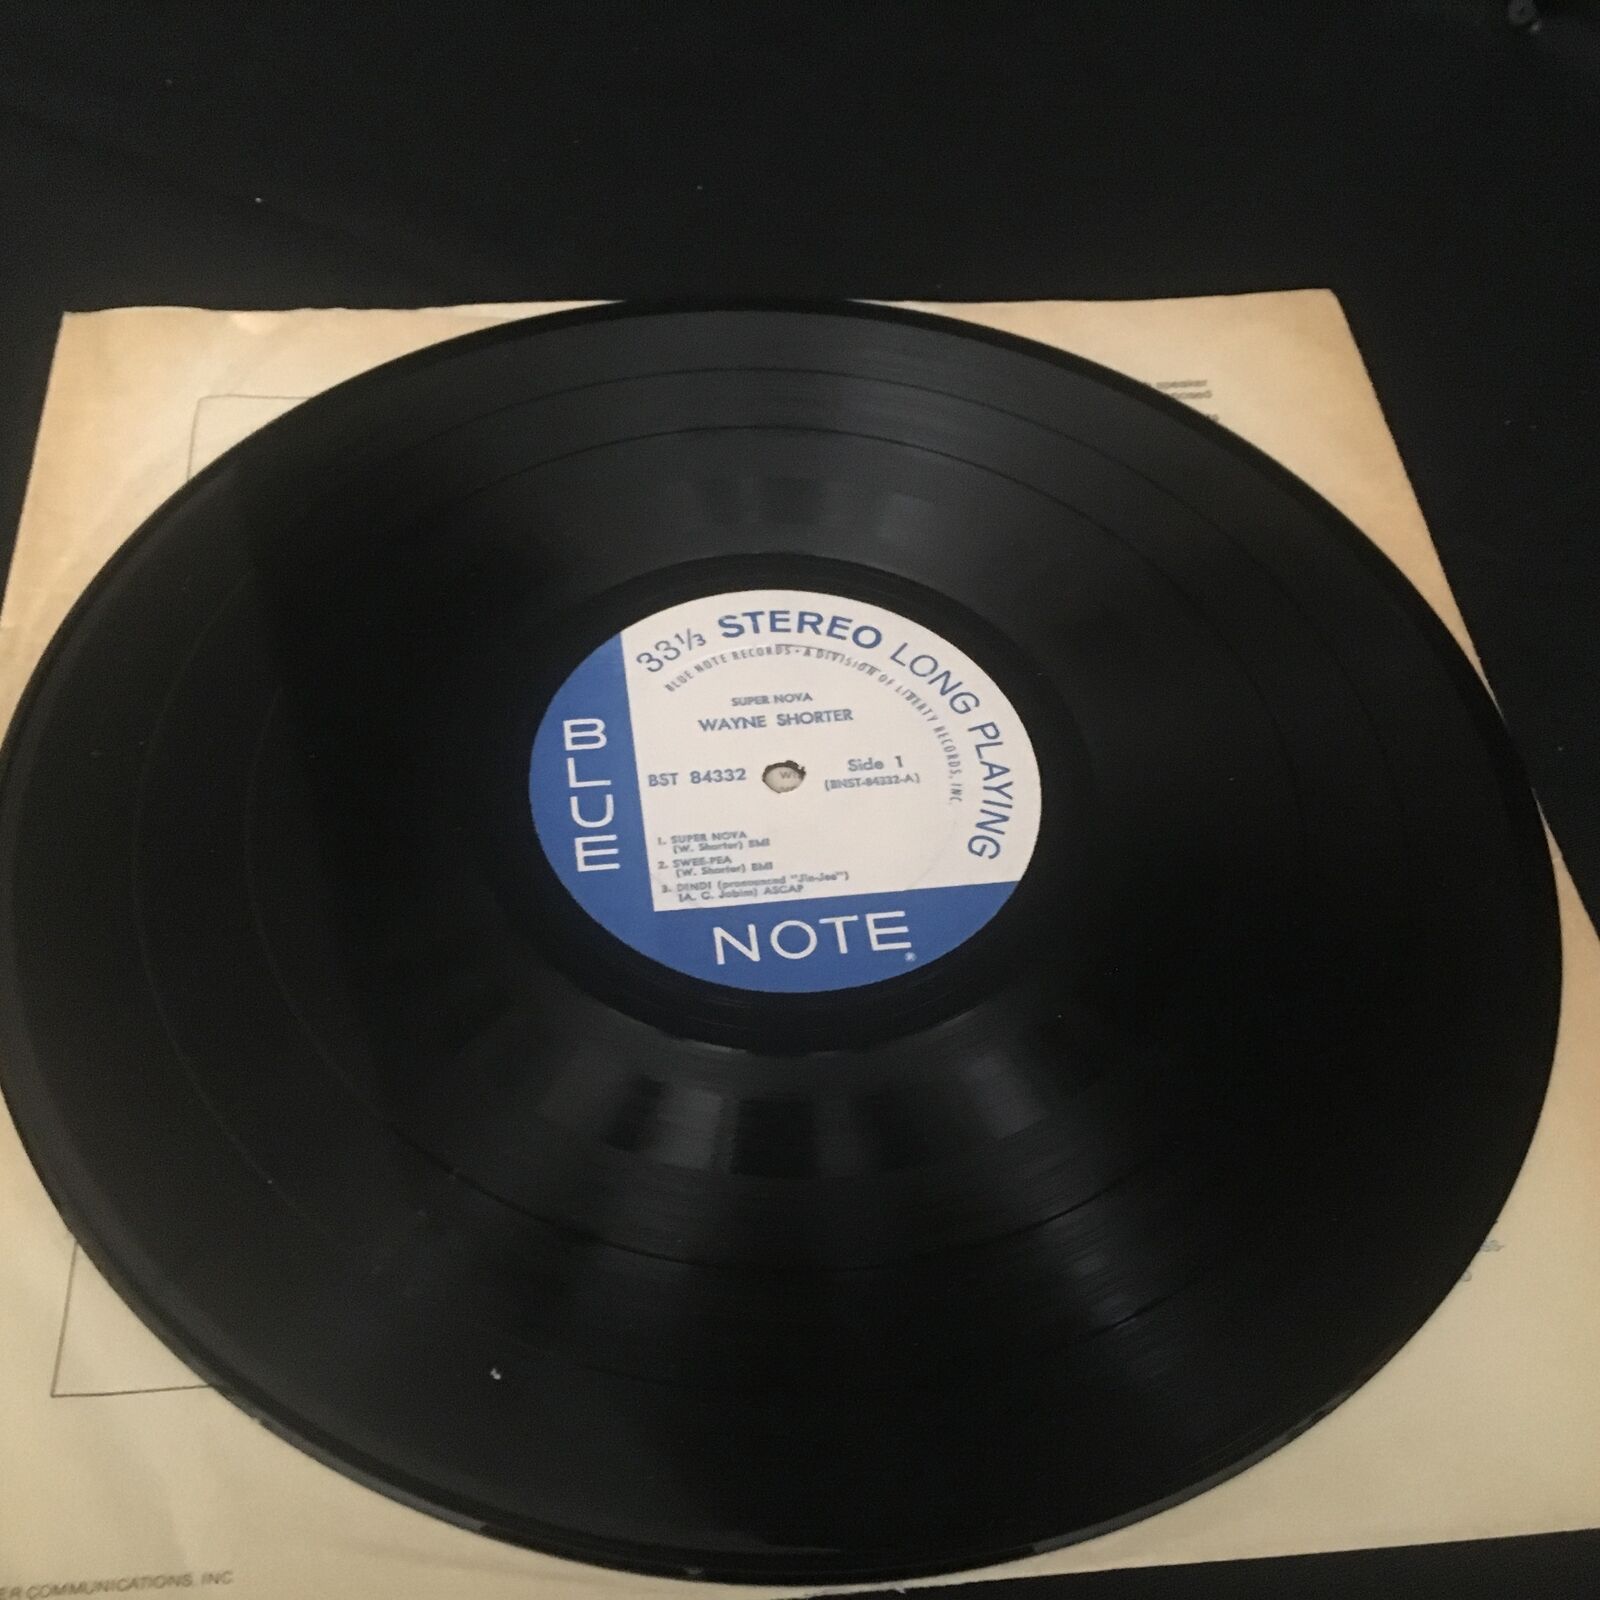 33⅓ STEREO LONG PLAYING
BLUE NOTE RECORDS • A DIVISION OF LIBERTY RECORDS, INC.
SUPER NOVA
WAYNE SHORTER
BST 84332
Side 1
(BNST-84332-A)
1. SUPER NOVA
(W. Shorter) BMI
2. SWEE-PEA
(W. Shorter) BMI
3. DINDI (pronounced "Jin-Jee")
(A. C. Jobim) ASCAP
BLUE
NOTE®
speaker
COMMUNICATIONS, INC